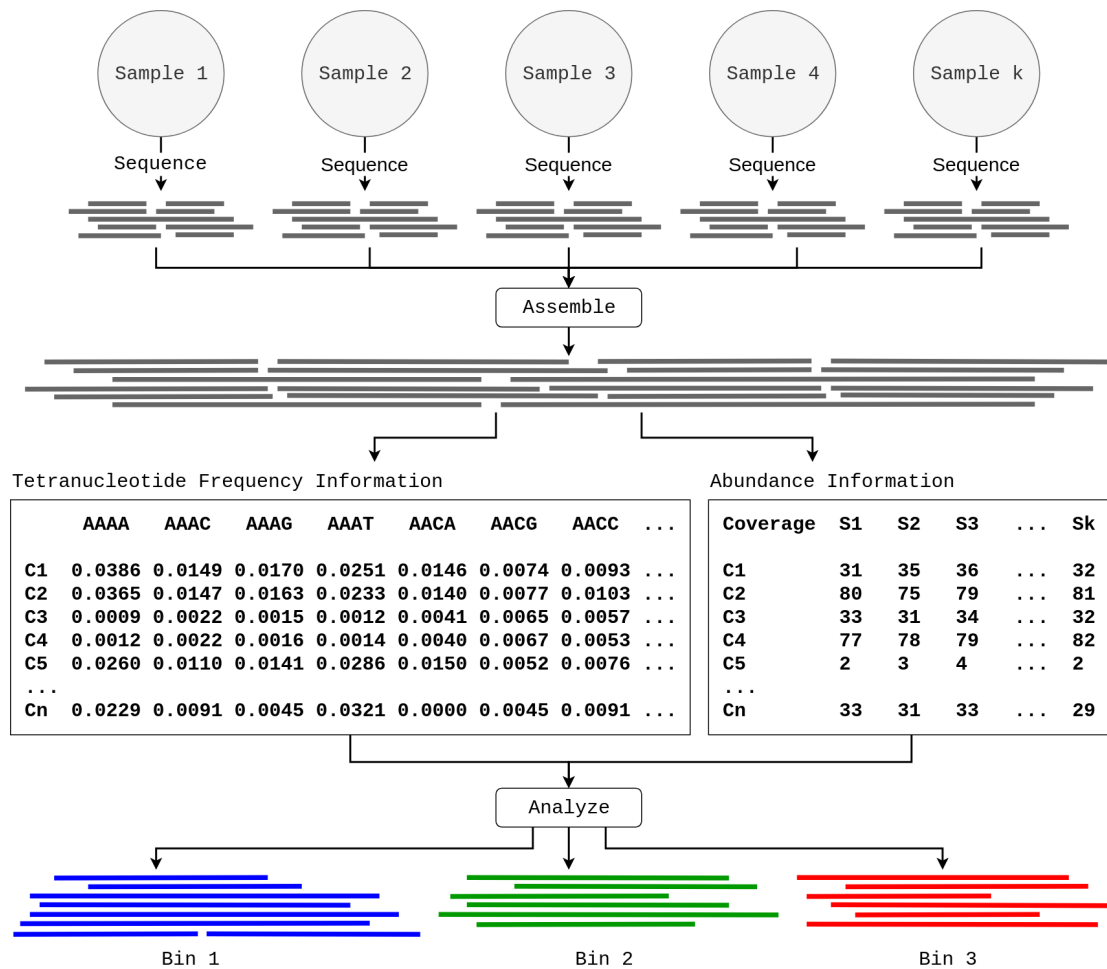 Sample 1 Sample 2 Sample 3 Sample 4 Sample k
Sequence Sequence Sequence Sequence Sequence
Assemble
Tetranucleotide Frequency Information
AAAA AAAC AAAG AAAT AACA AACG AACC ...
C1 0.0386 0.0149 0.0170 0.0251 0.0146 0.0074 0.0093 ...
C2 0.0365 0.0147 0.0163 0.0233 0.0140 0.0077 0.0103 ...
C3 0.0009 0.0022 0.0015 0.0012 0.0041 0.0065 0.0057 ...
C4 0.0012 0.0022 0.0016 0.0014 0.0040 0.0067 0.0053 ...
C5 0.0260 0.0110 0.0141 0.0286 0.0150 0.0052 0.0076 ...
...
Cn 0.0229 0.0091 0.0045 0.0321 0.0000 0.0045 0.0091 ...
Abundance Information
Coverage S1 S2 S3 ... Sk
C1 31 35 36 ... 32
C2 80 75 79 ... 81
C3 33 31 34 ... 32
C4 77 78 79 ... 82
C5 2 3 4 ... 2
...
Cn 33 31 33 ... 29
Analyze
Bin 1 Bin 2 Bin 3